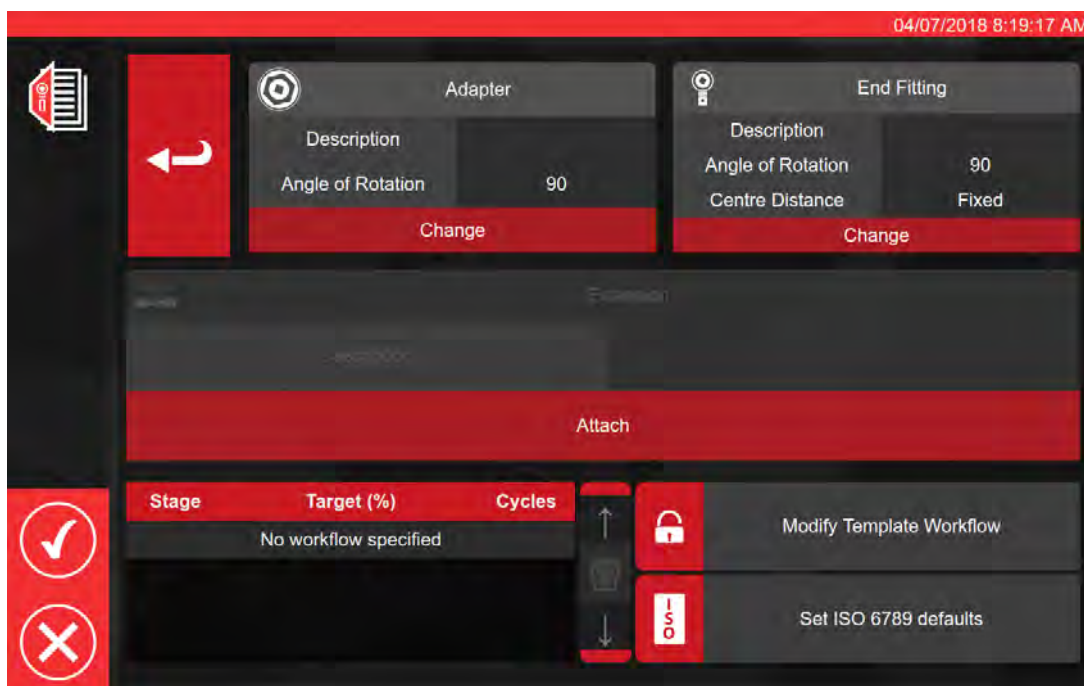 04/07/2018 8:19:17 AM
Adapter
Description
Angle of Rotation 90
Change
End Fitting
Description
Angle of Rotation 90
Centre Distance Fixed
Change
Extension
Attach
Stage Target (%) Cycles
No workflow specified
Modify Template Workflow
ISO
Set ISO 6789 defaults